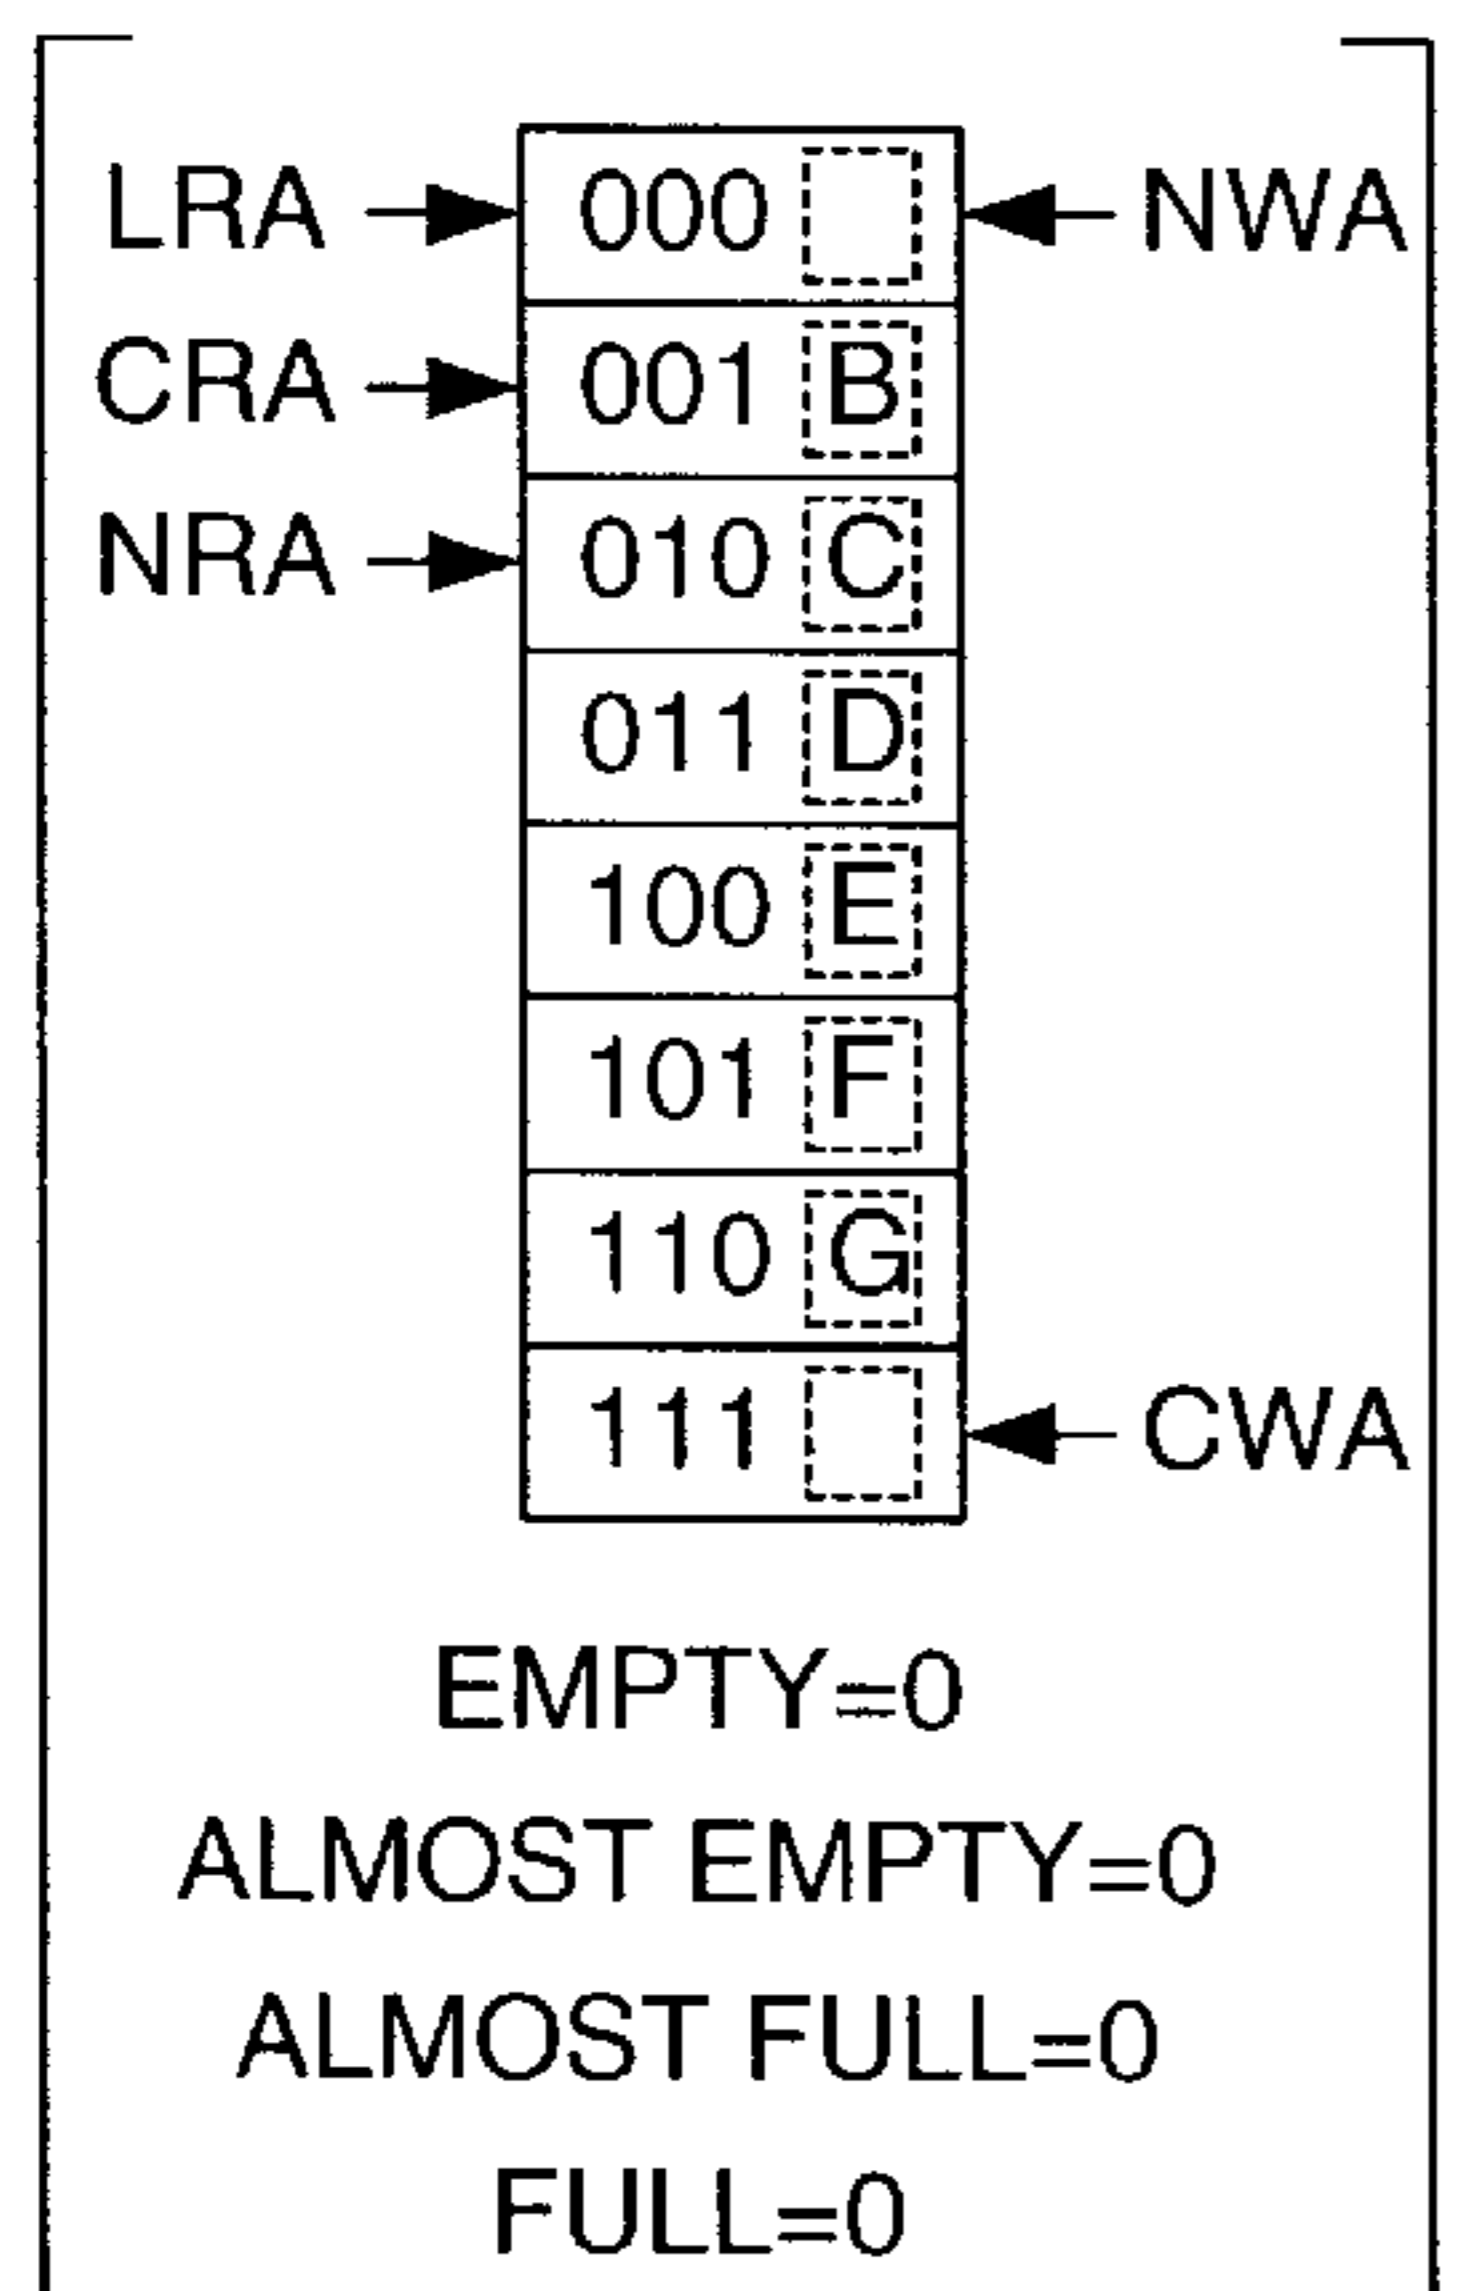 LRA 000 NWA
CRA 001 B
NRA 010 C
011 D
100 E
101 F
110 G
111 CWA
EMPTY=0
ALMOST EMPTY=0
ALMOST FULL=0
FULL=0